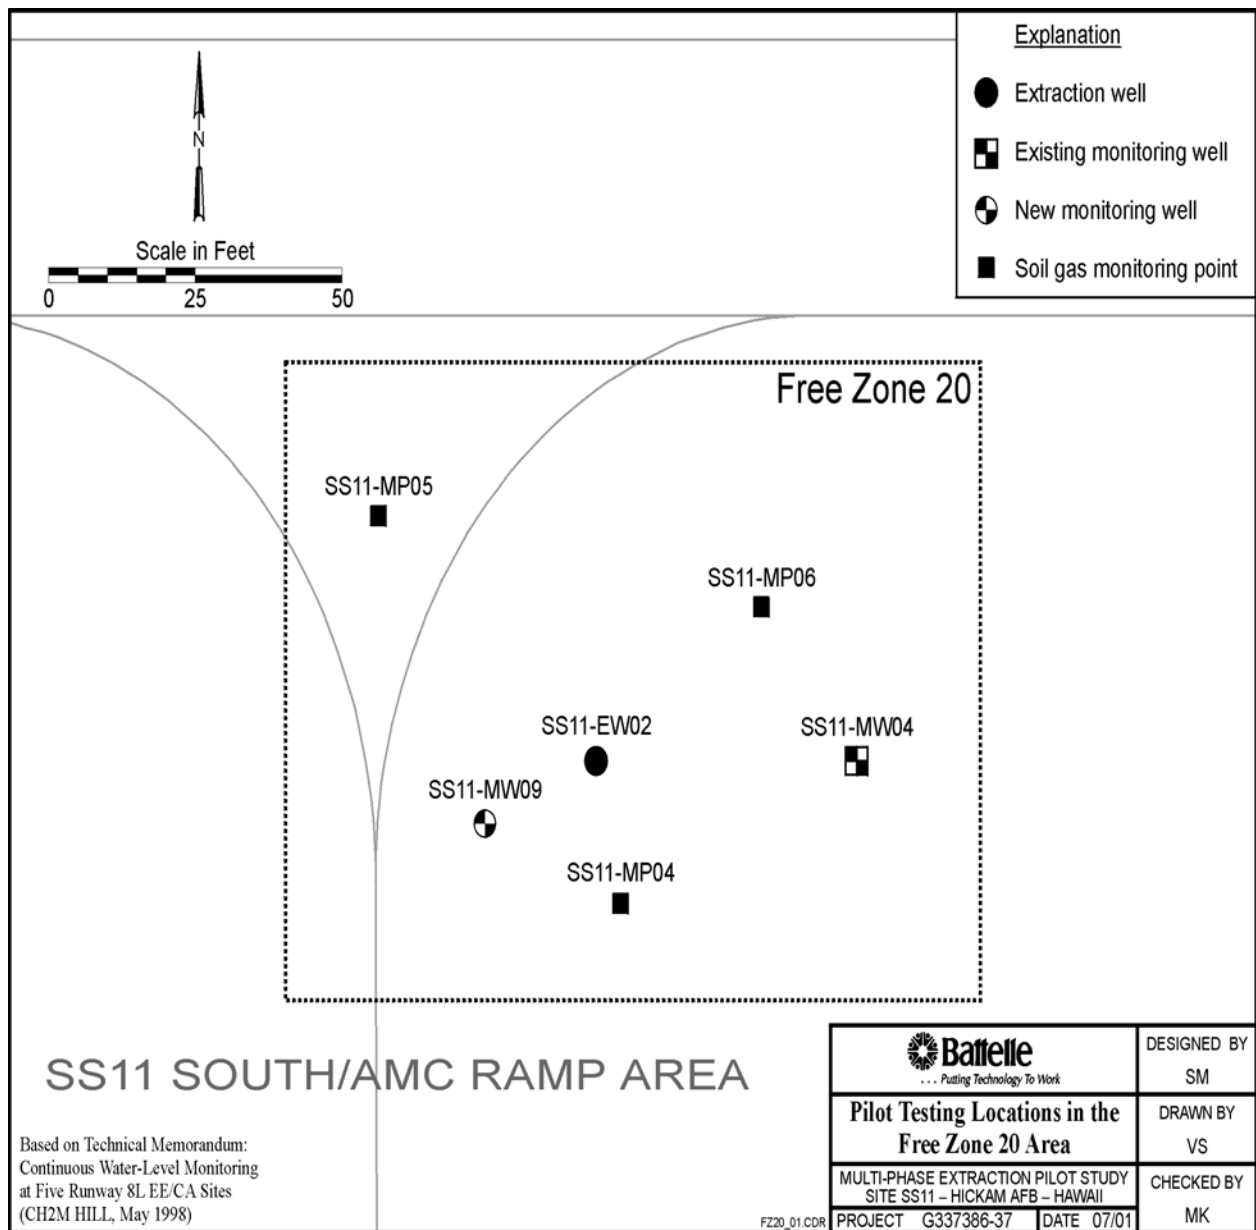 Explanation
Extraction well
Existing monitoring well
New monitoring well
Soil gas monitoring point
N
Scale in Feet
0 25 50
Free Zone 20
SS11-MP05
SS11-MP06
SS11-EW02
SS11-MW04
SS11-MW09
SS11-MP04
SS11 SOUTH/AMC RAMP AREA
Based on Technical Memorandum:
Continuous Water-Level Monitoring
at Five Runway 8L EE/CA Sites
(CH2M HILL, May 1998)
FZ20_01.CDR
Battelle
. . . Putting Technology To Work
Pilot Testing Locations in the
Free Zone 20 Area
MULTI-PHASE EXTRACTION PILOT STUDY
SITE SS11 – HICKAM AFB – HAWAII
PROJECT G337386-37 DATE 07/01
DESIGNED BY
SM
DRAWN BY
VS
CHECKED BY
MK